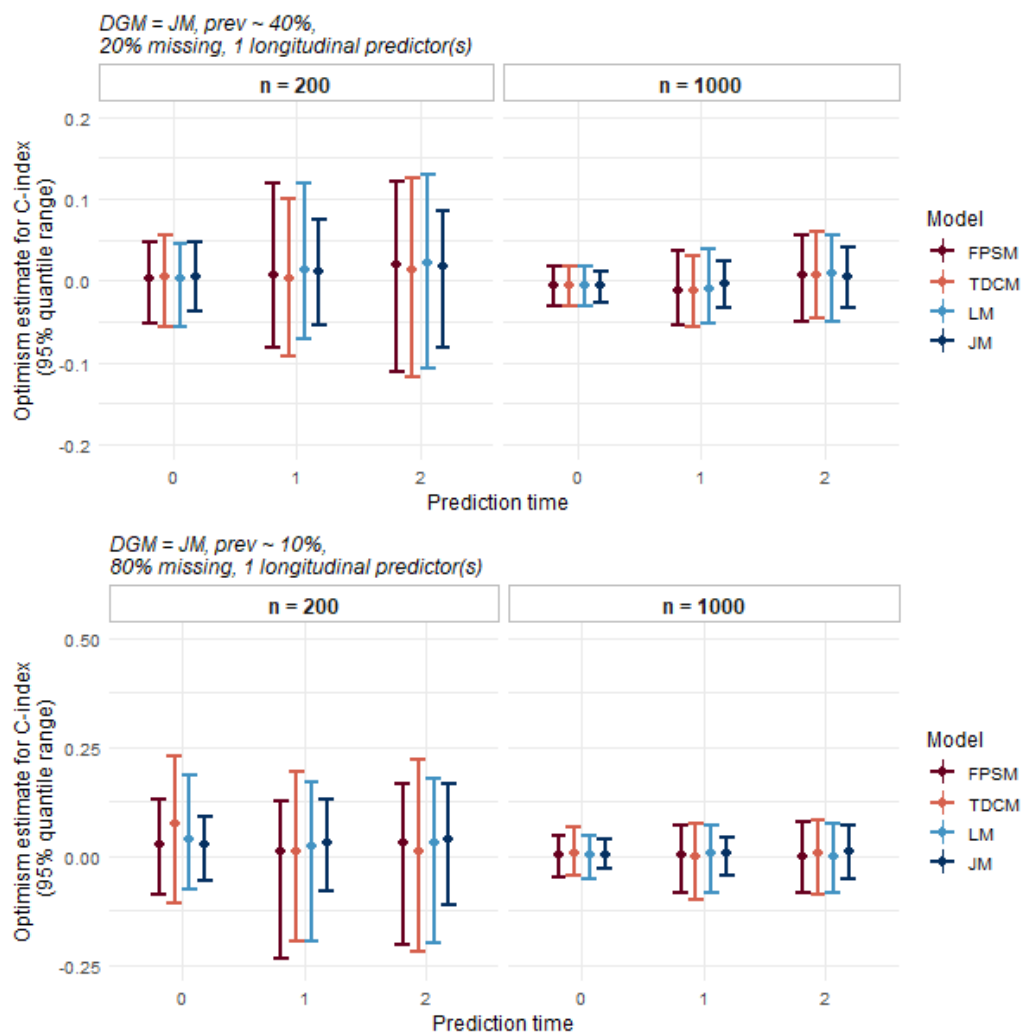 DGM = JM, prev ~ 40%,
20% missing, 1 longitudinal predictor(s)
n = 200
n = 1000
Optimism estimate for C-index
(95% quantile range)
0.2
0.1
0.0
-0.1
-0.2
0
1
2
0
1
2
Prediction time
Model
FPSM
TDCM
LM
JM
DGM = JM, prev ~ 10%,
80% missing, 1 longitudinal predictor(s)
n = 200
n = 1000
Optimism estimate for C-index
(95% quantile range)
0.50
0.25
0.00
-0.25
0
1
2
0
1
2
Prediction time
Model
FPSM
TDCM
LM
JM